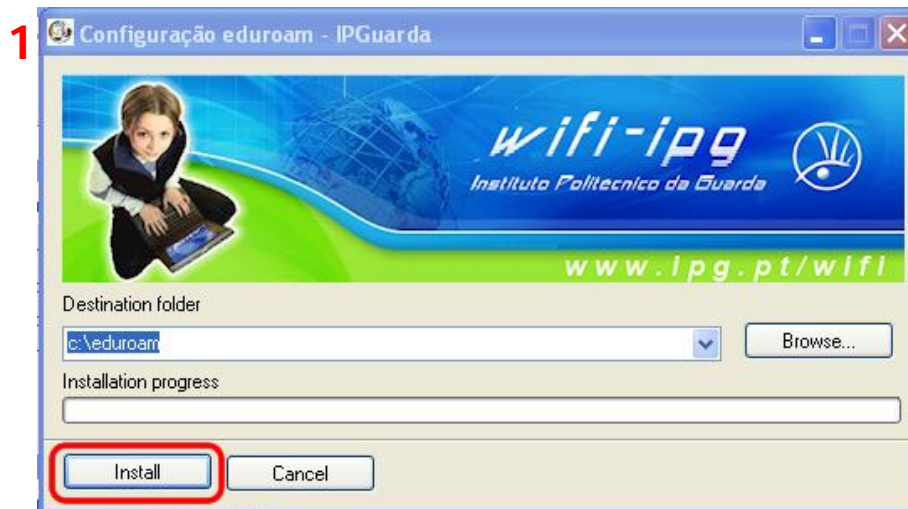 1
Configuração eduroam - IPGuarda
wifi-ipg
Instituto Politecnico da Guarda
www.ipg.pt/wifi
Destination folder
c:\eduroam
Browse...
Installation progress
Install
Cancel